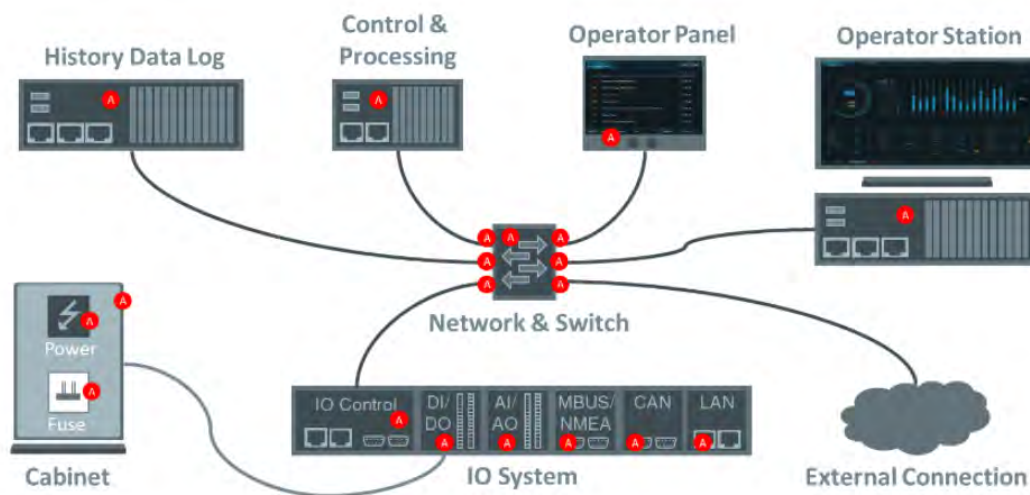 Control &
Processing
Operator Panel
Operator Station
History Data Log
A
A
A
A
A
A
A
A
A
A
A
A
Network & Switch
A
A
Power
A
Fuse
Cabinet
IO Control
A
DI/
DO
A
AI/
AO
A
MBUS/
NMEA
A
CAN
A
LAN
A
IO System
External Connection